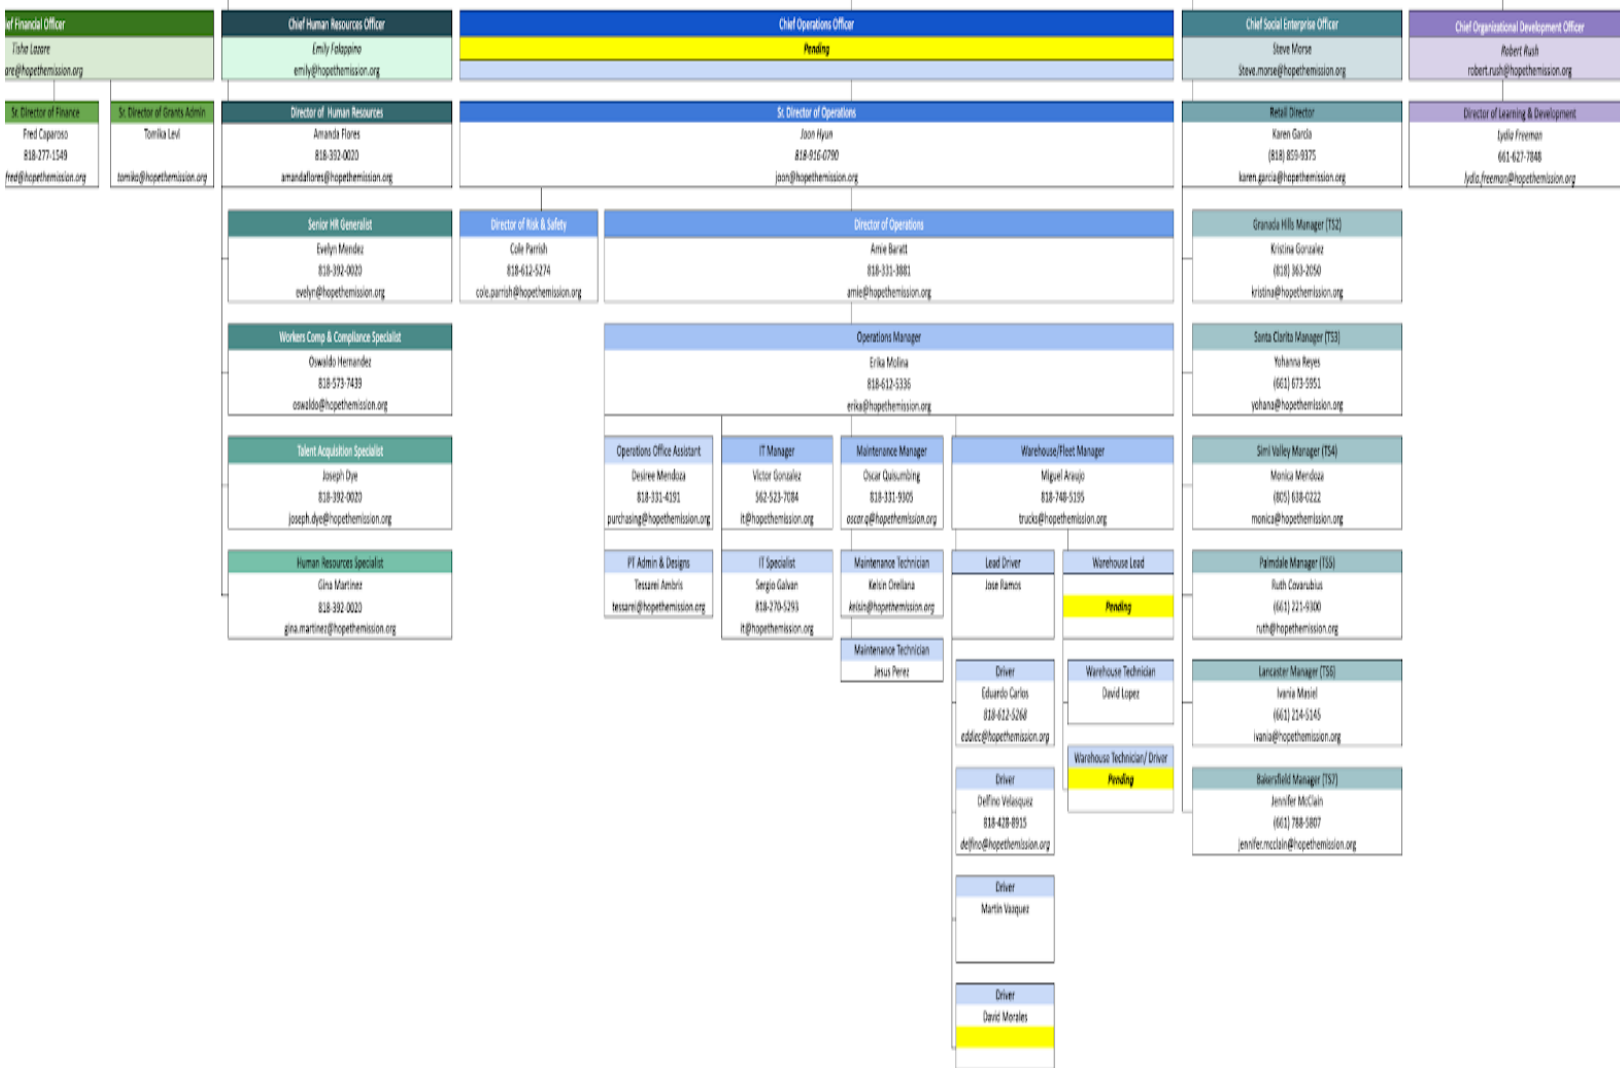 ief Financial Officer
Tisha Lazare
are@hopethemission.org
Sr. Director of Finance
Fred Caparoso
818-277-1549
fred@hopethemission.org
Sr. Director of Grants Admin
Tomika Levi
tomika@hopethemission.org
Chief Human Resources Officer
Emily Falappino
emily@hopethemission.org
Director of Human Resources
Amanda Flores
818-392-0020
amandaflores@hopethemission.org
Senior HR Generalist
Evelyn Mendez
818-392-0020
evelyn@hopethemission.org
Workers Comp & Compliance Specialist
Oswaldo Hernandez
818-573-7439
oswaldo@hopethemission.org
Talent Acquisition Specialist
Joseph Dye
818-392-0020
joseph.dye@hopethemission.org
Human Resources Specialist
Gina Martinez
818-392-0020
gina.martinez@hopethemission.org
Chief Operations Officer
Pending
Sr. Director of Operations
Joon Hyun
818-916-0790
joon@hopethemission.org
Director of Risk & Safety
Cole Parrish
818-612-5274
cole.parrish@hopethemission.org
Director of Operations
Amie Baratt
818-331-3881
amie@hopethemission.org
Operations Manager
Erika Molina
818-612-5336
erika@hopethemission.org
Operations Office Assistant
Desiree Mendoza
818-331-4191
purchasing@hopethemission.org
PT Admin & Designs
Tessarei Ambris
tessarei@hopethemission.org
IT Manager
Victor Gonzalez
562-523-7084
it@hopethemission.org
IT Specialist
Sergio Galvan
818-270-5293
it@hopethemission.org
Maintenance Manager
Oscar Quisumbing
818-331-9305
oscar.q@hopethemission.org
Maintenance Technician
Kelsin Orellana
kelsin@hopethemission.org
Maintenance Technician
Jesus Perez
Warehouse/Fleet Manager
Miguel Araujo
818-748-5195
trucks@hopethemission.org
Lead Driver
Jose Ramos
Driver
Eduardo Carlos
818-612-5268
eddiec@hopethemission.org
Driver
Delfino Velasquez
818-428-8915
delfino@hopethemission.org
Driver
Martin Vazquez
Driver
David Morales
Warehouse Lead
Pending
Warehouse Technician
David Lopez
Warehouse Technician/ Driver
Pending
Chief Social Enterprise Officer
Steve Morse
Steve.morse@hopethemission.org
Retail Director
Karen Garcia
(818) 859-9375
karen.garcia@hopethemission.org
Granada Hills Manager (TS2)
Kristina Gonzalez
(818) 363-2050
kristina@hopethemission.org
Santa Clarita Manager (TS3)
Yohanna Reyes
(661) 673-5951
yohana@hopethemission.org
Simi Valley Manager (TS4)
Monica Mendoza
(805) 638-0222
monica@hopethemission.org
Palmdale Manager (TS5)
Ruth Covarubius
(661) 221-9300
ruth@hopethemission.org
Lancaster Manager (TS6)
Ivania Masiel
(661) 214-5145
ivania@hopethemission.org
Bakersfield Manager (TS7)
Jennifer McClain
(661) 788-5807
jennifer.mcclain@hopethemission.org
Chief Organizational Development Officer
Robert Rush
robert.rush@hopethemission.org
Director of Learning & Development
Lydia Freeman
661-627-7848
lydia.freeman@hopethemission.org